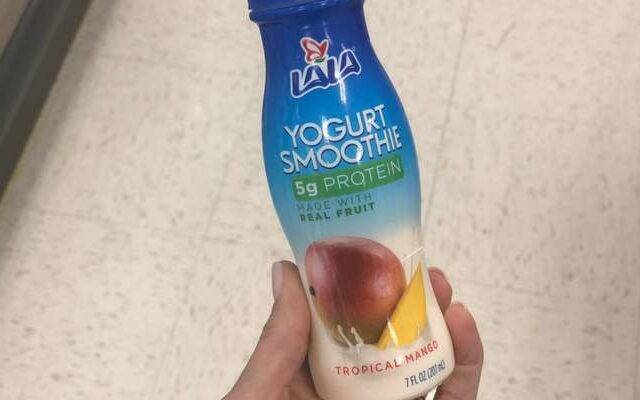 LALA
YOGURT
SMOOTHIE
5g PROTEIN
MADE WITH
REAL FRUIT
TROPICAL MANGO
7 FL OZ (207 mL)